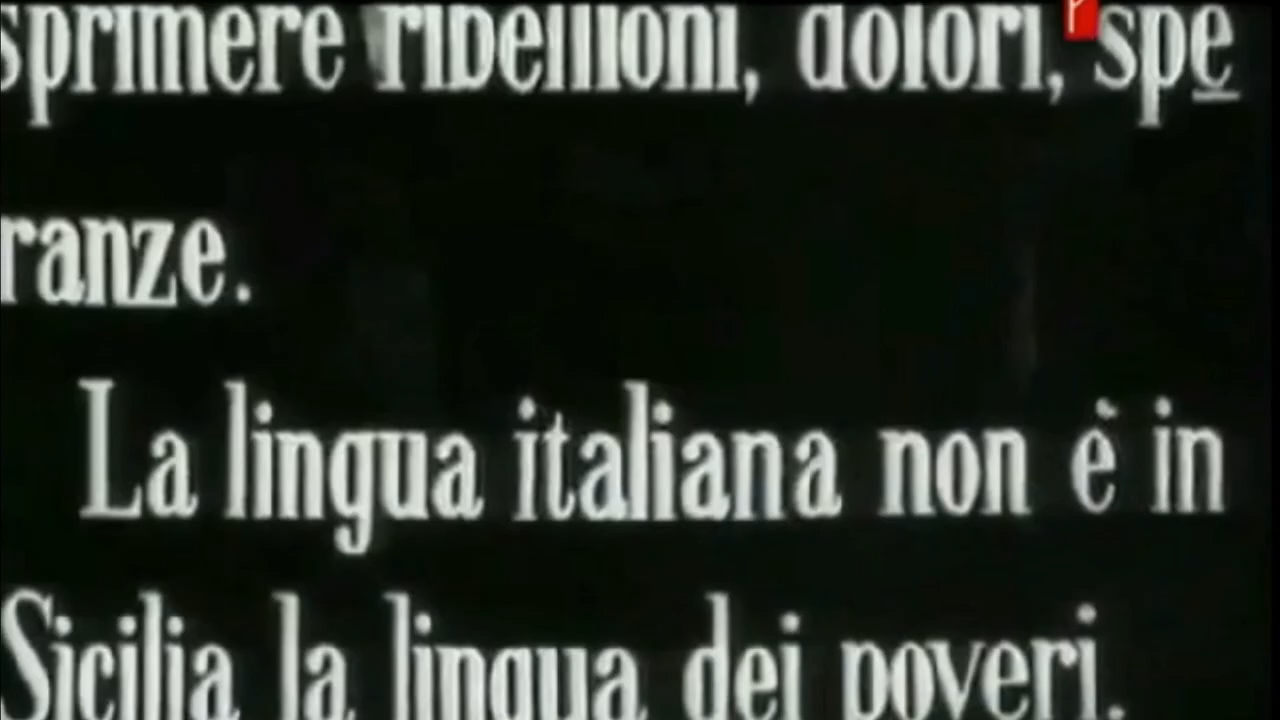 sprimere ribellioni, dolori, spe
ranze.
La lingua italiana non è in
Sicilia la lingua dei poveri.